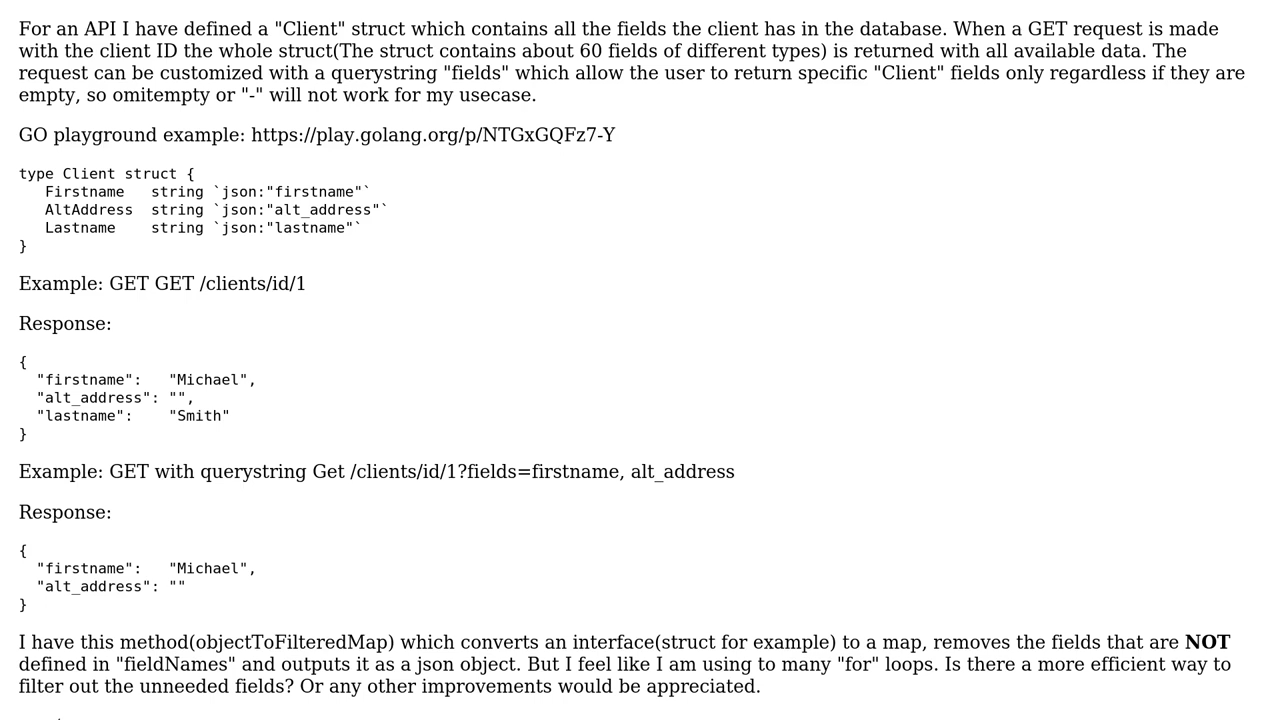 For an API I have defined a "Client" struct which contains all the fields the client has in the database. When a GET request is made
with the client ID the whole struct(The struct contains about 60 fields of different types) is returned with all available data. The
request can be customized with a querystring "fields" which allow the user to return specific "Client" fields only regardless if they are
empty, so omitempty or "-" will not work for my usecase.
GO playground example: https://play.golang.org/p/NTGxGQFz7-Y
type Client struct {
   Firstname   string `json:"firstname"`
   AltAddress  string `json:"alt_address"`
   Lastname    string `json:"lastname"`
}
Example: GET GET /clients/id/1
Response:
{
  "firstname":   "Michael",
  "alt_address": "",
  "lastname":    "Smith"
}
Example: GET with querystring Get /clients/id/1?fields=firstname, alt_address
Response:
{
  "firstname":   "Michael",
  "alt_address": ""
}
I have this method(objectToFilteredMap) which converts an interface(struct for example) to a map, removes the fields that are NOT
defined in "fieldNames" and outputs it as a json object. But I feel like I am using to many "for" loops. Is there a more efficient way to
filter out the unneeded fields? Or any other improvements would be appreciated.